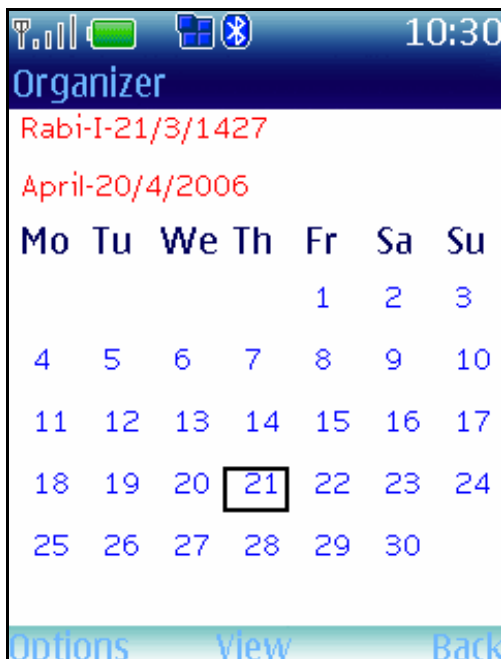 10:30
Organizer
Rabi-I-21/3/1427
April-20/4/2006
Mo Tu We Th Fr Sa Su
1 2 3
4 5 6 7 8 9 10
11 12 13 14 15 16 17
18 19 20 21 22 23 24
25 26 27 28 29 30
Options View Back